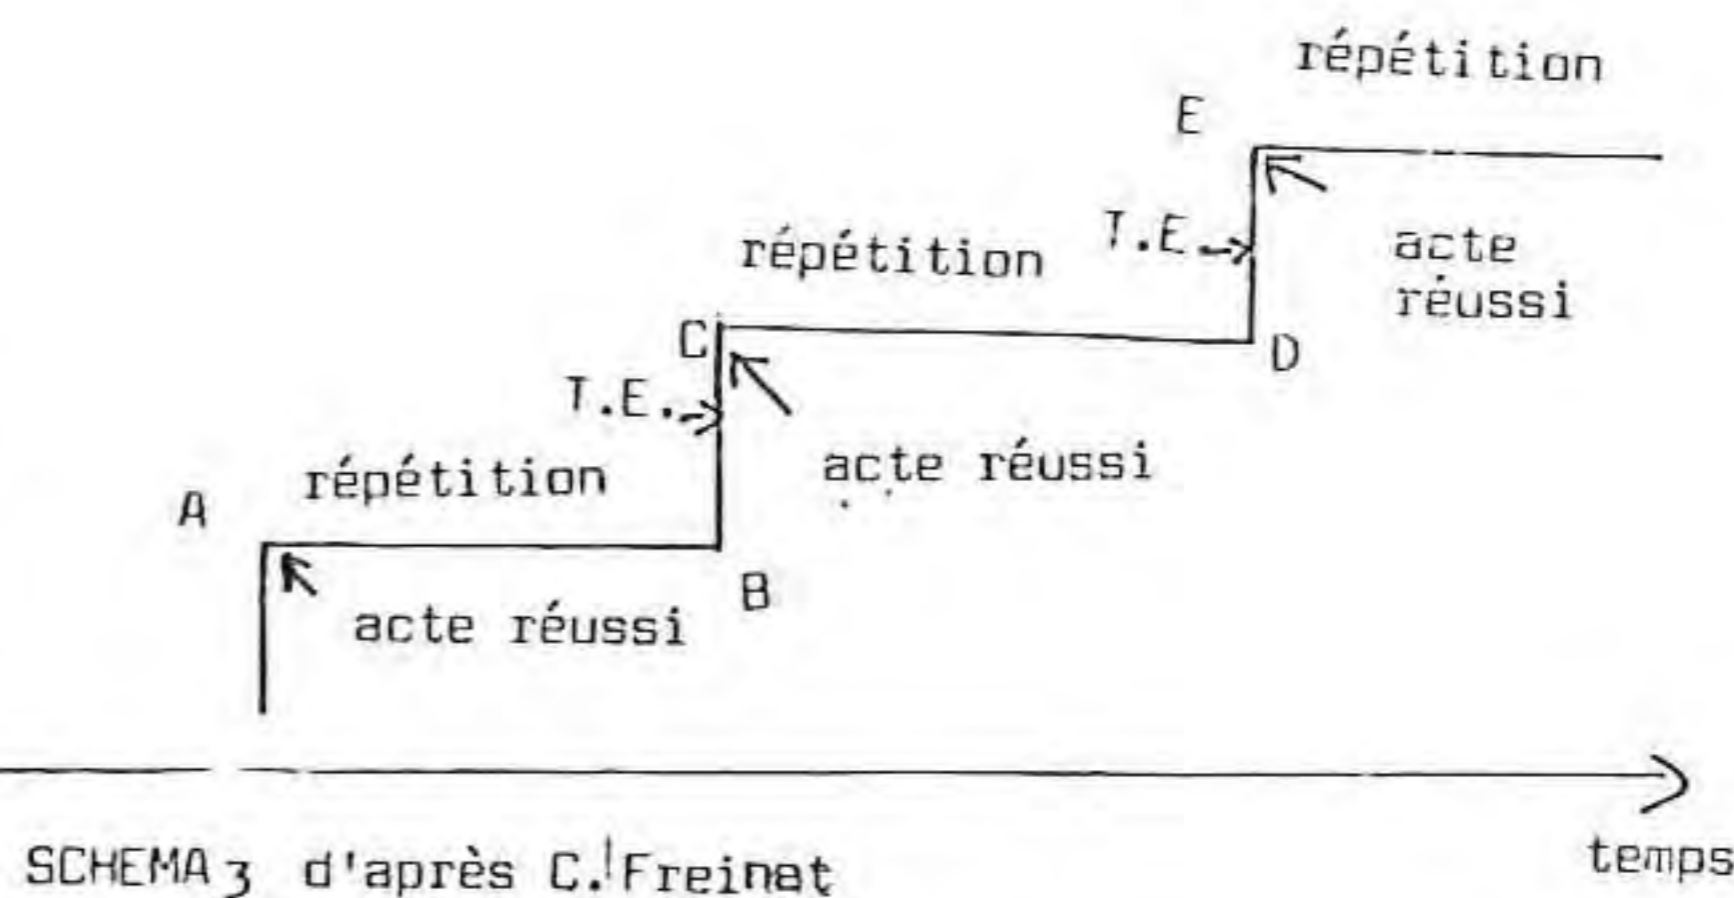 répétition
E
T.E.
acte
réussi
répétition
C
D
T.E.
acte réussi
répétition
A
B
acte réussi
temps
SCHEMA 3 d'après C. Freinet